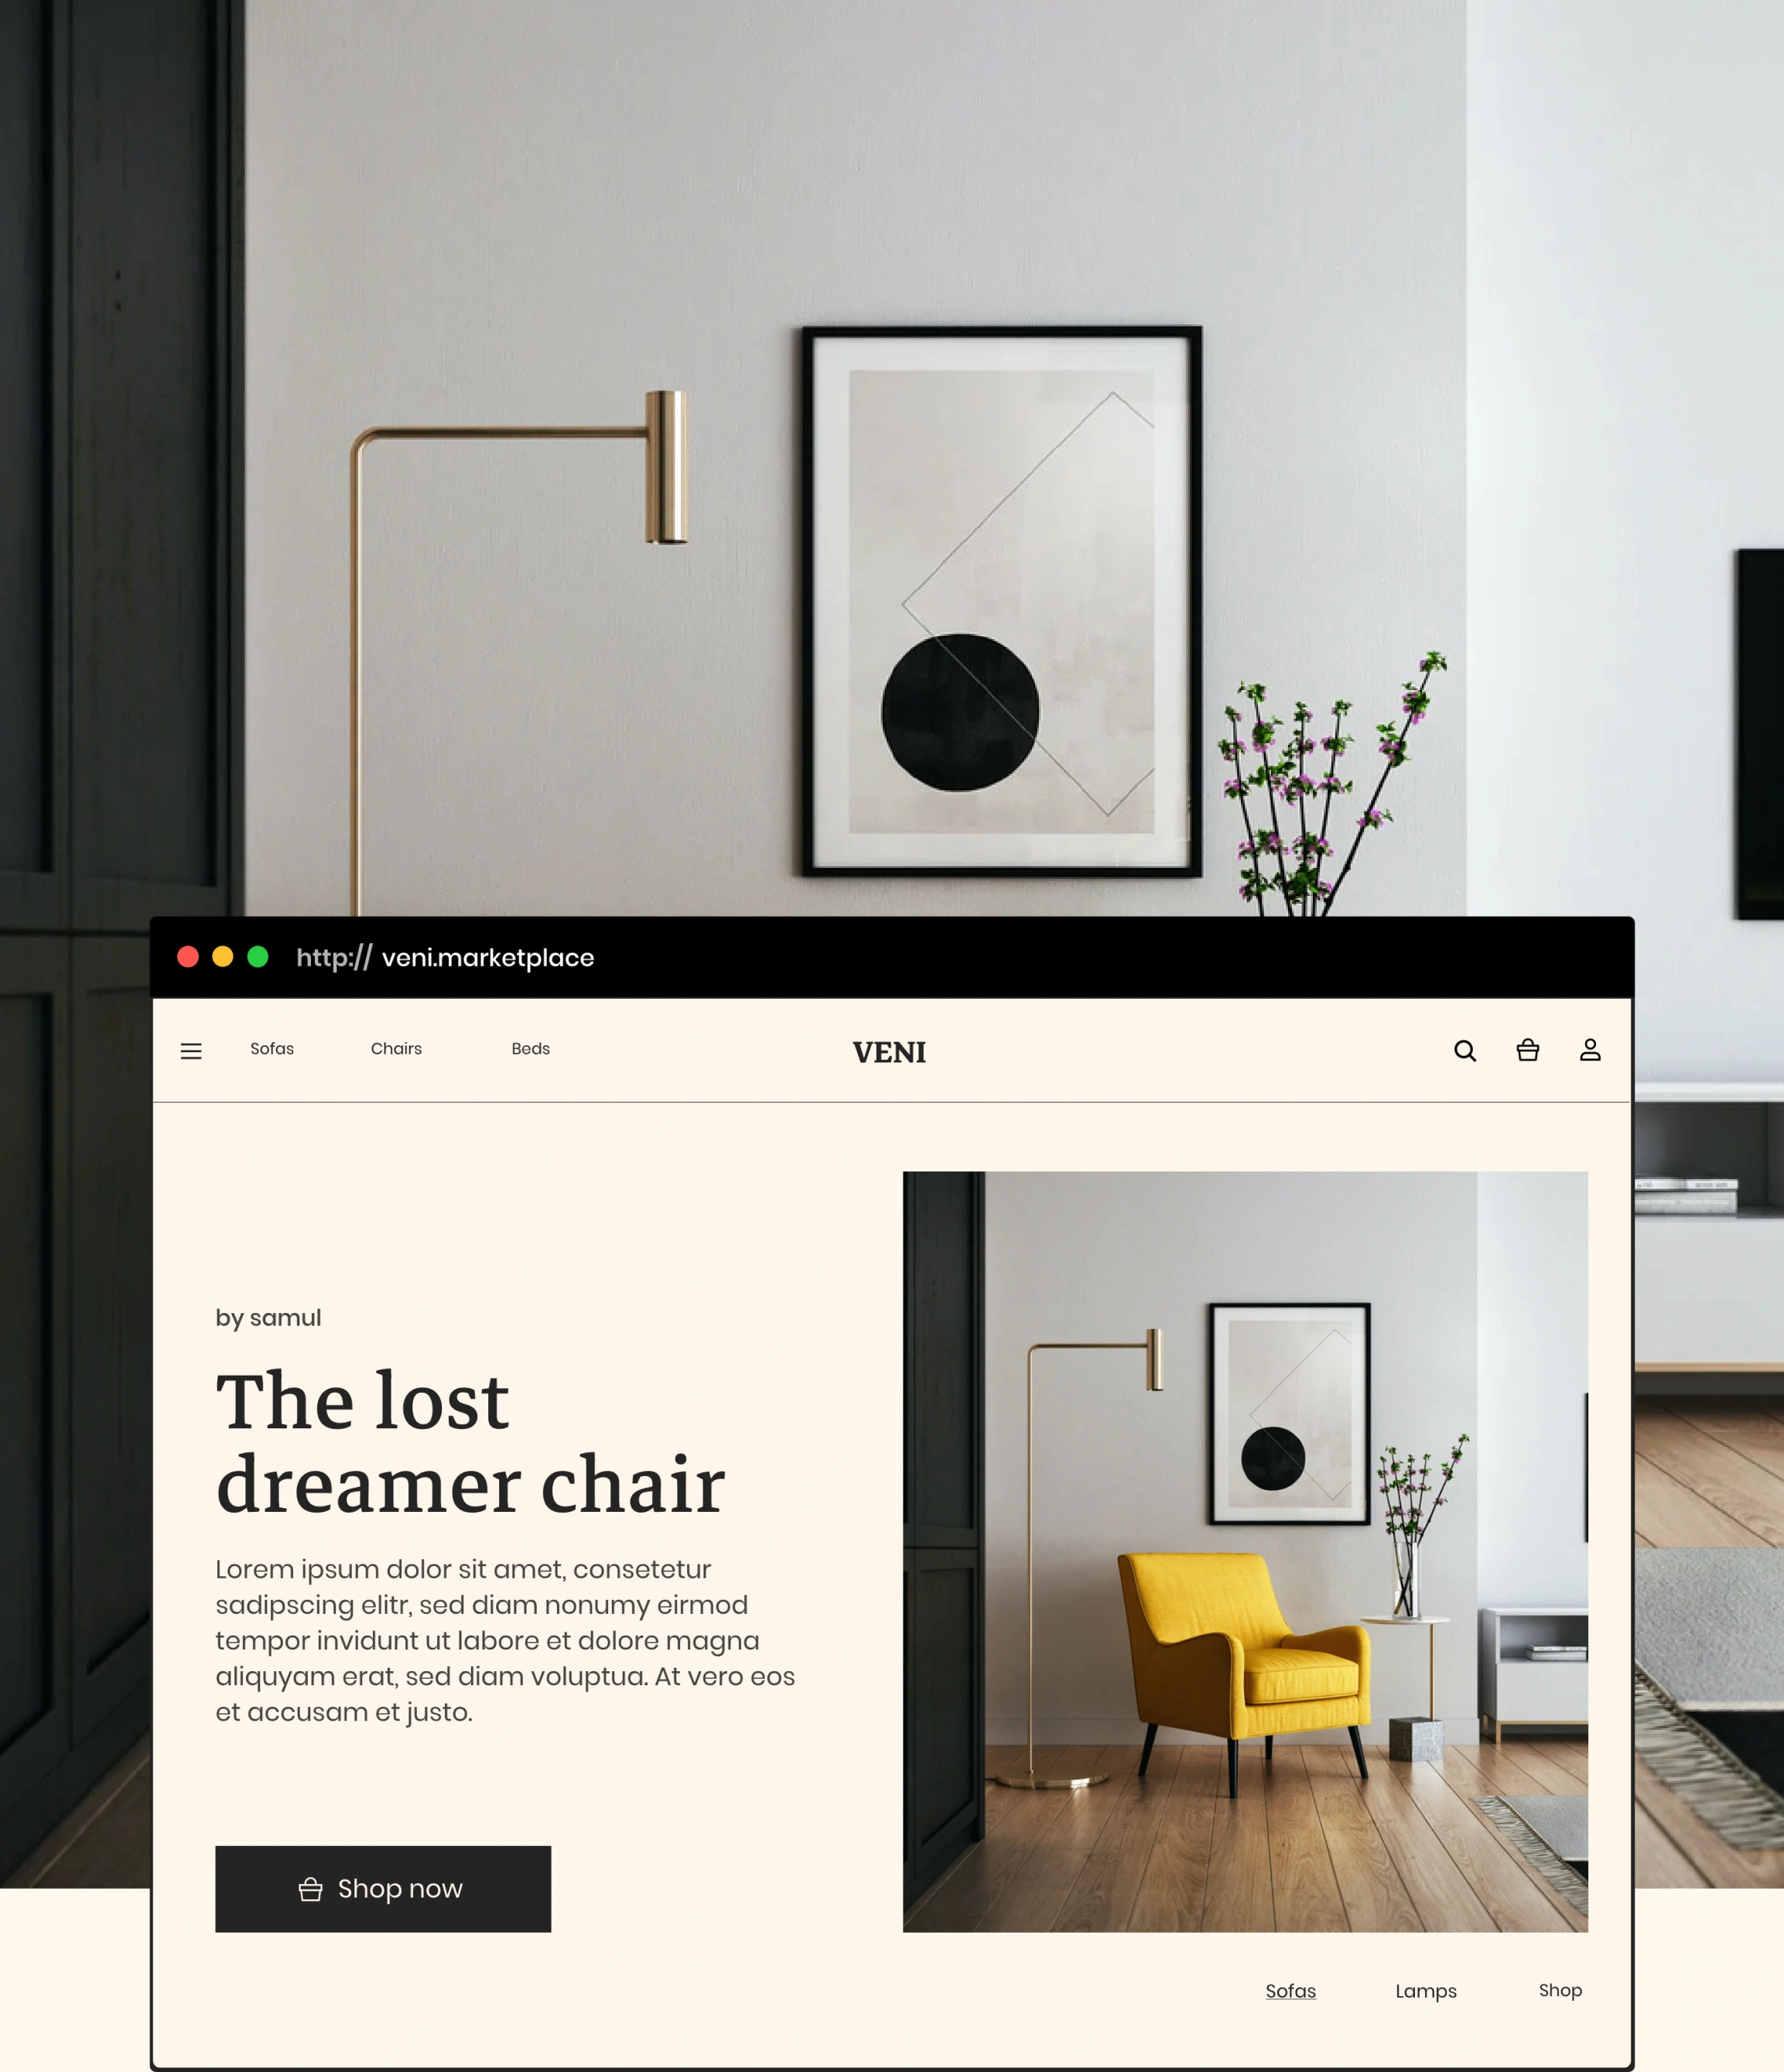 http:// veni.marketplace
Sofas Chairs Beds VENI
by samul
The lost
dreamer chair
Lorem ipsum dolor sit amet, consetetur
sadipscing elitr, sed diam nonumy eirmod
tempor invidunt ut labore et dolore magna
aliquyam erat, sed diam voluptua. At vero eos
et accusam et justo.
Shop now
Sofas Lamps Shop